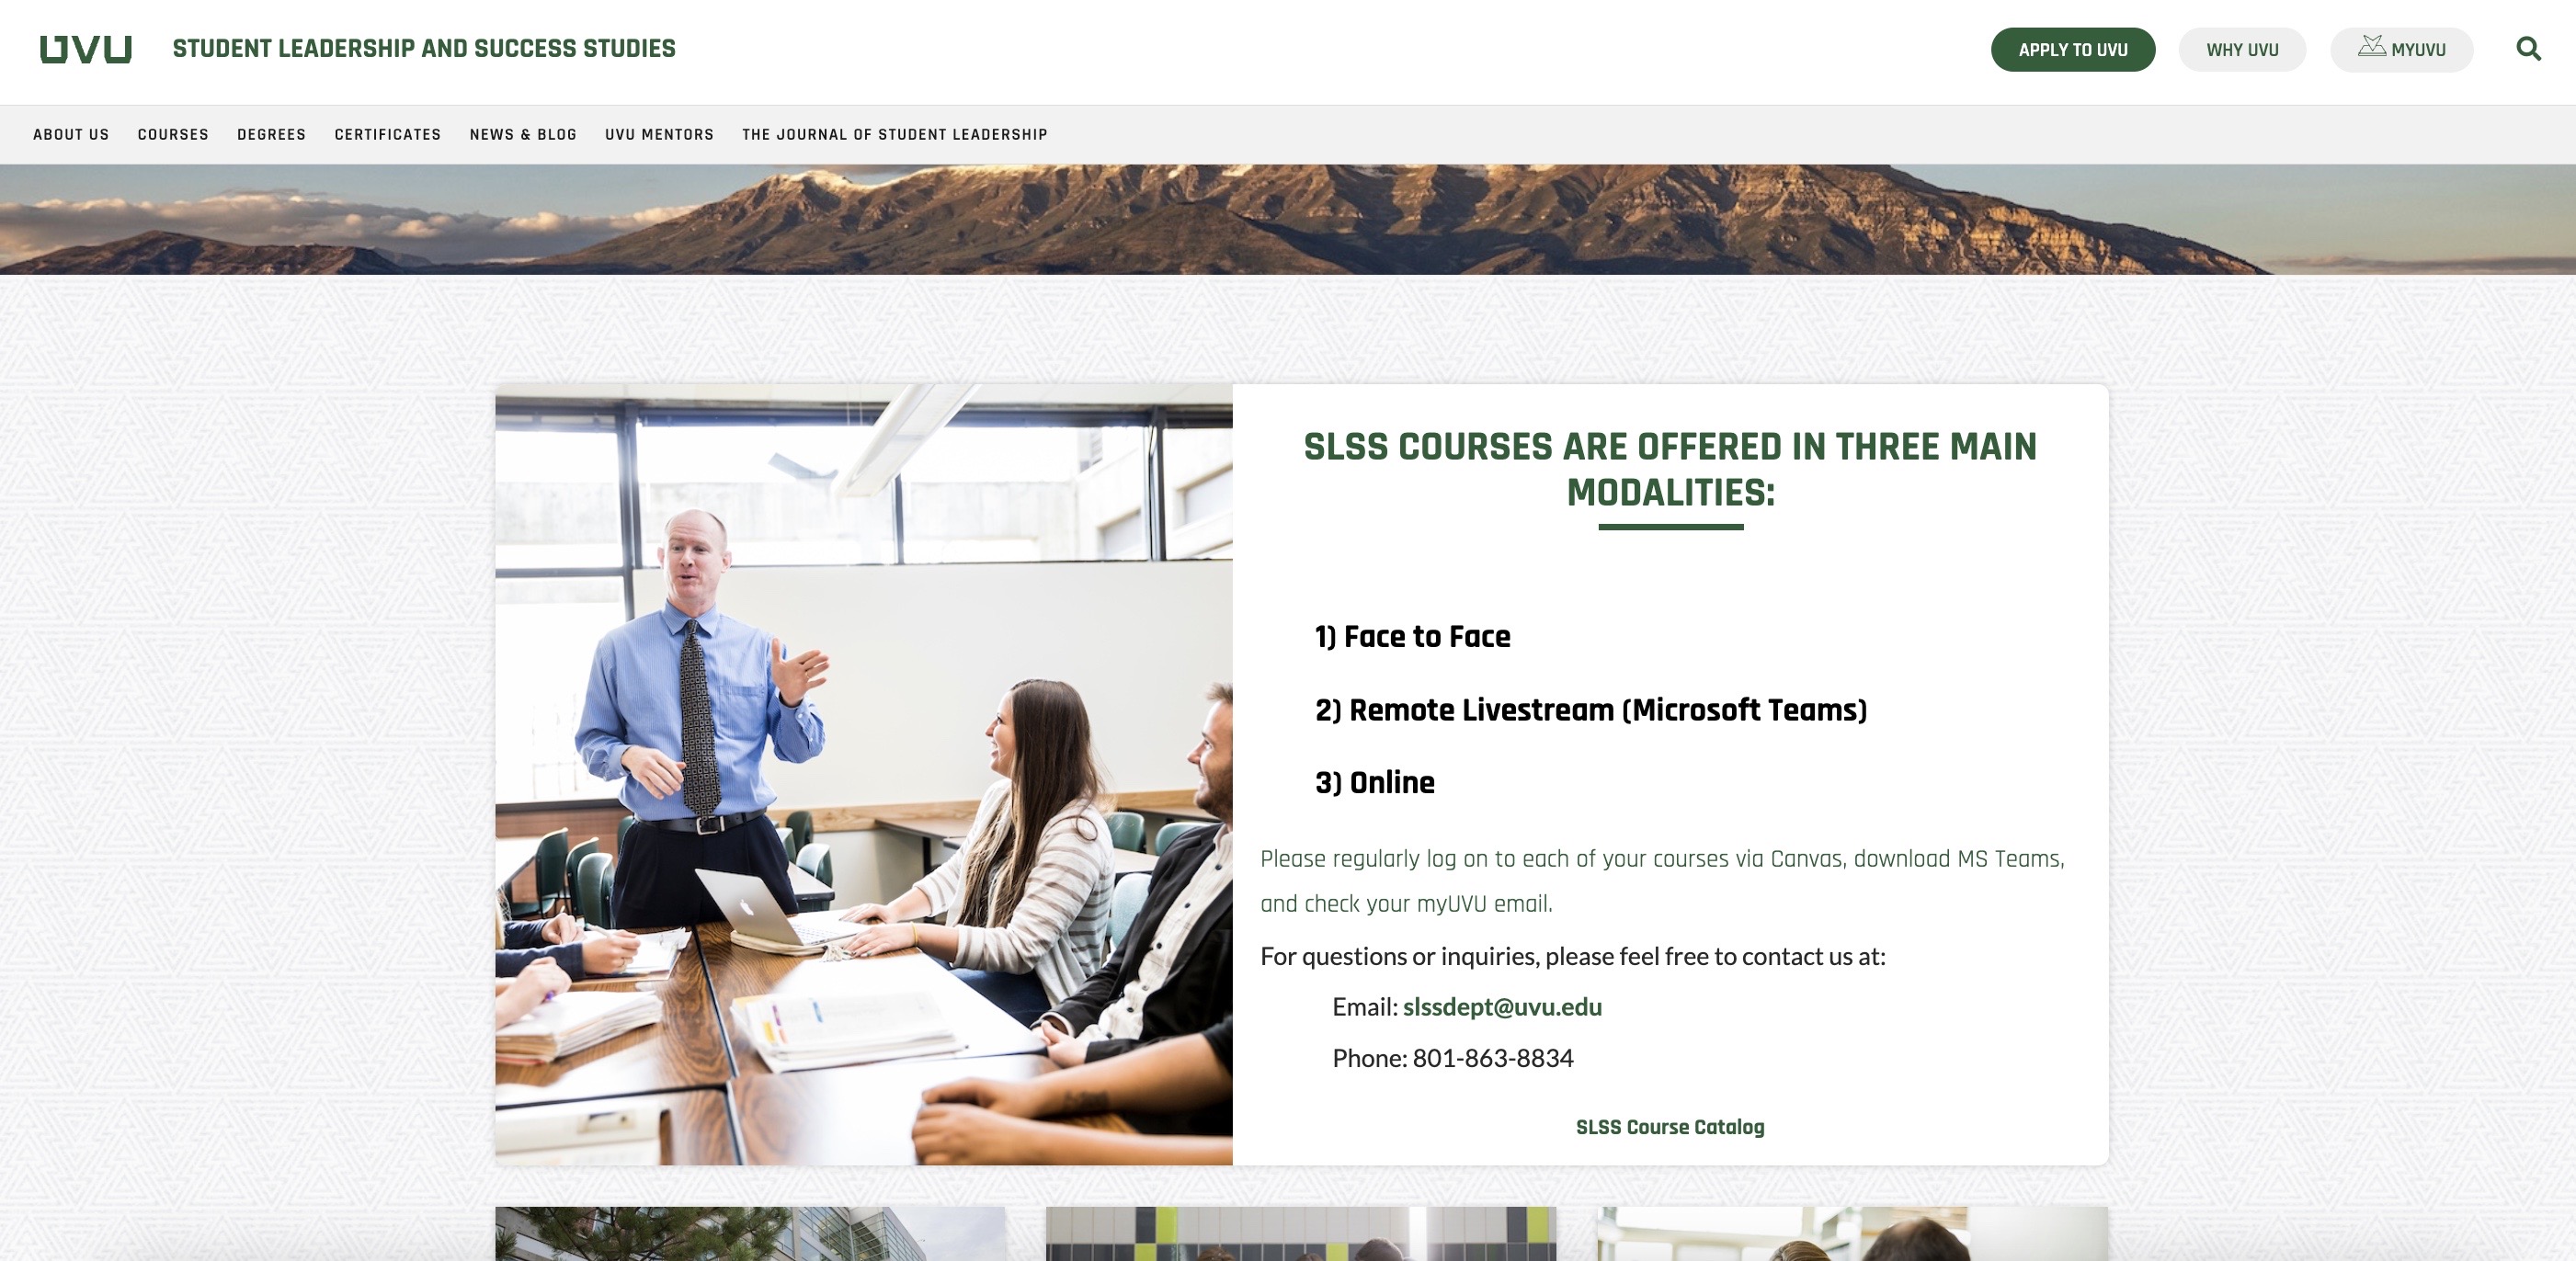 UVU
STUDENT LEADERSHIP AND SUCCESS STUDIES
APPLY TO UVU
WHY UVU
MYUVU
ABOUT US
COURSES
DEGREES
CERTIFICATES
NEWS & BLOG
UVU MENTORS
THE JOURNAL OF STUDENT LEADERSHIP
SLSS COURSES ARE OFFERED IN THREE MAIN
MODALITIES:
1) Face to Face
2) Remote Livestream (Microsoft Teams)
3) Online
Please regularly log on to each of your courses via Canvas, download MS Teams,
and check your myUVU email.
For questions or inquiries, please feel free to contact us at:
Email: slssdept@uvu.edu
Phone: 801-863-8834
SLSS Course Catalog